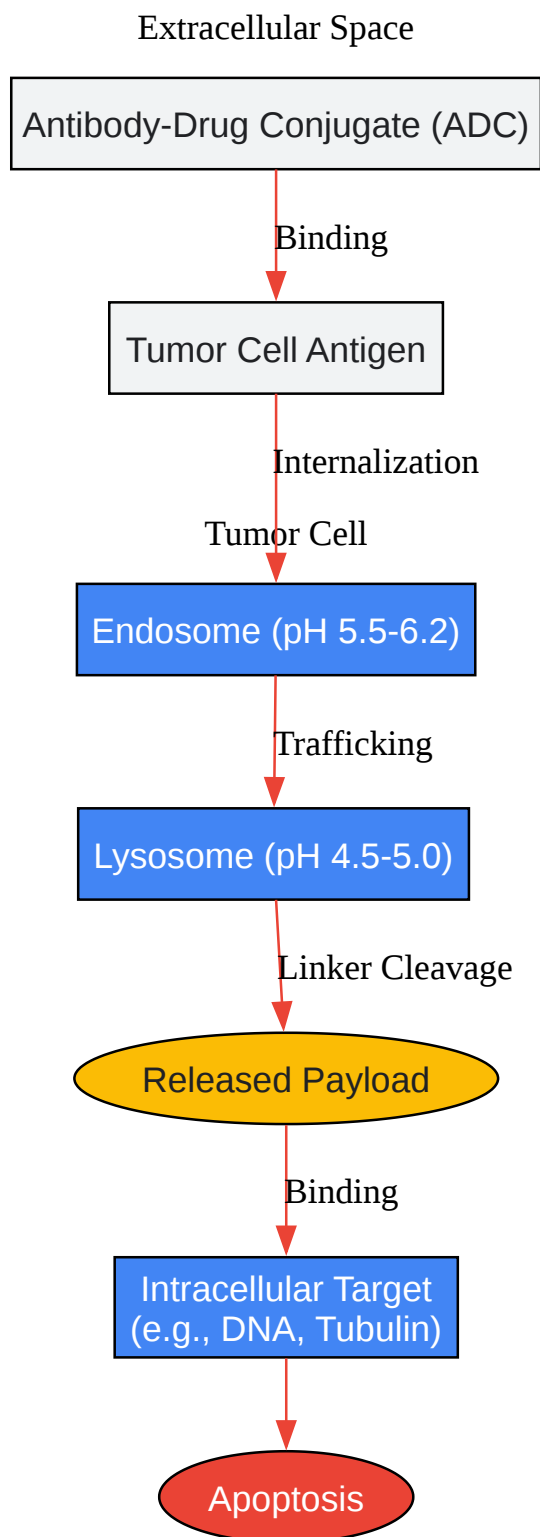 Extracellular Space
Antibody-Drug Conjugate (ADC)
Binding
Tumor Cell Antigen
Internalization
Tumor Cell
Endosome (pH 5.5-6.2)
Trafficking
Lysosome (pH 4.5-5.0)
Linker Cleavage
Released Payload
Binding
Intracellular Target
(e.g., DNA, Tubulin)
Apoptosis